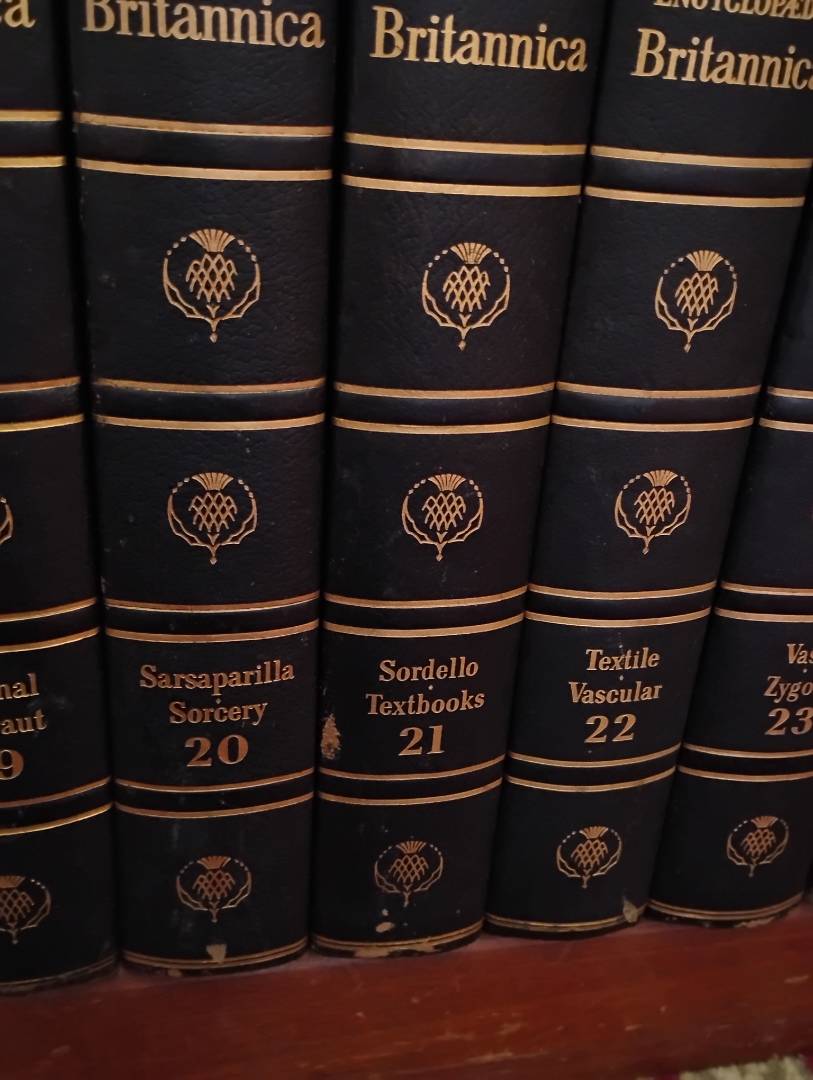 Britannica
Sarsaparilla
Sorcery
20
Britannica
Sordello
Textbooks
21
Britannica
Textile
Vascular
22
23